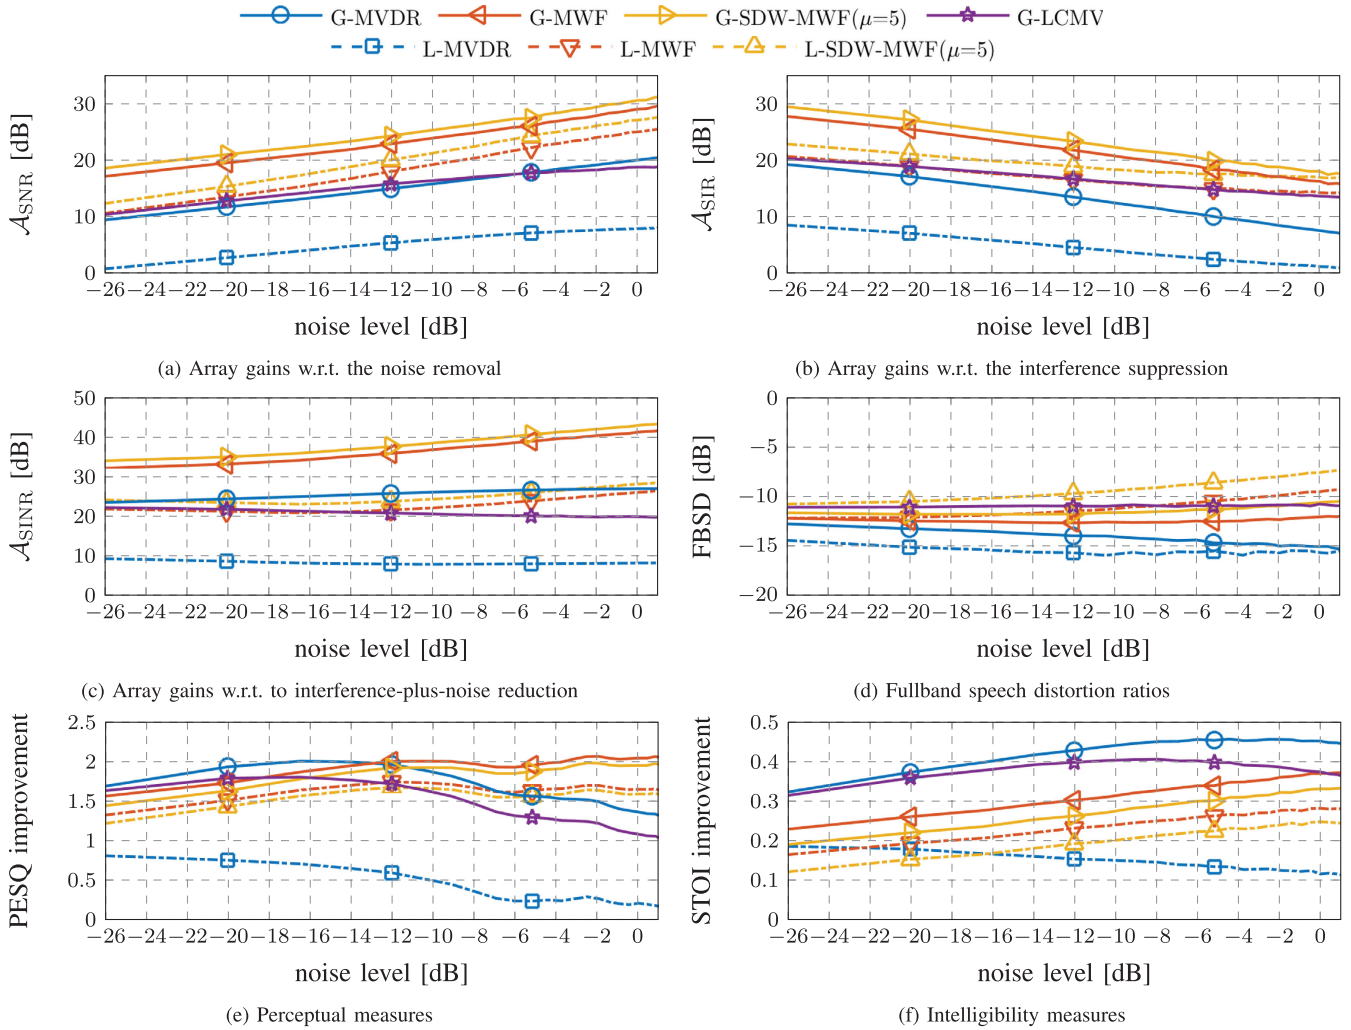 G-MVDR G-MWF G-SDW-MWF(μ=5) G-LCMV
L-MVDR L-MWF L-SDW-MWF(μ=5)
𝒜SNR [dB]
30
20
10
0
−26 −24 −22 −20 −18 −16 −14 −12 −10 −8 −6 −4 −2 0
noise level [dB]
(a) Array gains w.r.t. the noise removal
𝒜SIR [dB]
30
20
10
0
−26 −24 −22 −20 −18 −16 −14 −12 −10 −8 −6 −4 −2 0
noise level [dB]
(b) Array gains w.r.t. the interference suppression
𝒜SINR [dB]
50
40
30
20
10
0
−26 −24 −22 −20 −18 −16 −14 −12 −10 −8 −6 −4 −2 0
noise level [dB]
(c) Array gains w.r.t. to interference-plus-noise reduction
FBSD [dB]
0
−5
−10
−15
−20
−26 −24 −22 −20 −18 −16 −14 −12 −10 −8 −6 −4 −2 0
noise level [dB]
(d) Fullband speech distortion ratios
PESQ improvement
2.5
2
1.5
1
0.5
0
−26 −24 −22 −20 −18 −16 −14 −12 −10 −8 −6 −4 −2 0
noise level [dB]
(e) Perceptual measures
STOI improvement
0.5
0.4
0.3
0.2
0.1
0
−26 −24 −22 −20 −18 −16 −14 −12 −10 −8 −6 −4 −2 0
noise level [dB]
(f) Intelligibility measures